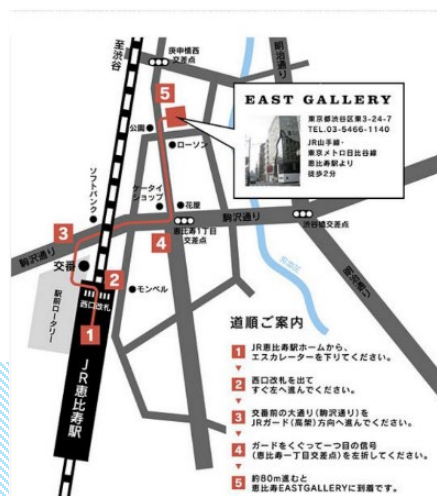 至渋谷
庚申橋西
交差点
明治通り
5
EAST GALLERY
東京都渋谷区東3-24-7
TEL.03-5466-1140
JR山手線・
東京メトロ日比谷線
恵比寿駅より
徒歩2分
公園
ローソン
ソフトバンク
ケータイ
ショップ
花屋
駒沢通り
3
4
恵比寿1丁目
交差点
渋谷橋交差点
駒沢通り
交番
2
西口改札
モンベル
駅前ロータリー
1
JR恵比寿駅
明治通り
道順ご案内
1 JR恵比寿駅ホームから、
エスカレーターを下りてください。
2 西口改札を出て
すぐ左へ進んでください。
3 交番前の大通り(駒沢通り)を
JRガード(高架)方向へ進んでください。
4 ガードをくぐって一つ目の信号
(恵比寿一丁目交差点)を左折してください。
5 約80m進むと
恵比寿EASTGALLERYに到着です。